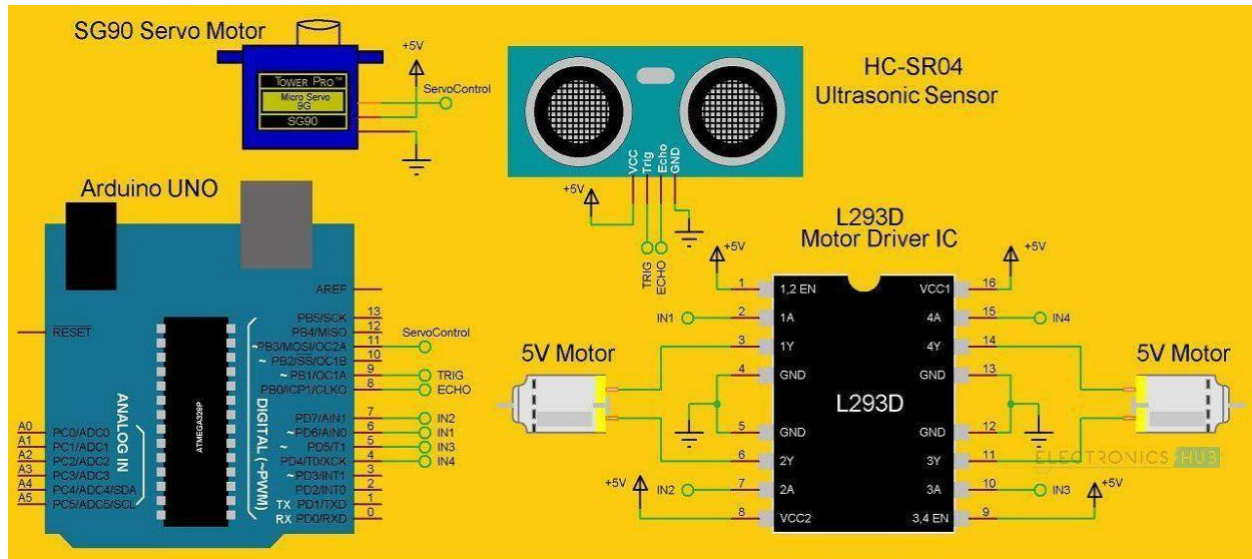 SG90 Servo Motor
+5V
ServoControl
TOWER PRO™
Micro Servo
9G
SG90
HC-SR04
Ultrasonic Sensor
VCC
Trig
Echo
GND
+5V
TRIG
ECHO
Arduino UNO
AREF
RESET
PB5/SCK 13
PB4/MISO 12
~PB3/MOSI/OC2A 11 ServoControl
~PB2/SS/OC1B 10
~PB1/OC1A 9 TRIG
PB0/ICP1/CLKO 8 ECHO
PD7/AIN1 7 IN2
~PD6/AIN0 6 IN1
~PD5/T1 5 IN3
PD4/T0/XCK 4 IN4
~PD3/INT1 3
PD2/INT0 2
TX PD1/TXD 1
RX PD0/RXD 0
ATMEGA328P
DIGITAL (~PWM)
ANALOG IN
A0 PC0/ADC0
A1 PC1/ADC1
A2 PC2/ADC2
A3 PC3/ADC3
A4 PC4/ADC4/SDA
A5 PC5/ADC5/SCL
L293D
Motor Driver IC
+5V
+5V
1 1,2 EN VCC1 16
IN1 2 1A 4A 15 IN4
3 1Y 4Y 14
5V Motor
5V Motor
4 GND GND 13
L293D
5 GND GND 12
6 2Y 3Y 11
ELECTRONICS HUB
IN2 7 2A 3A 10 IN3
+5V
+5V
8 VCC2 3,4 EN 9